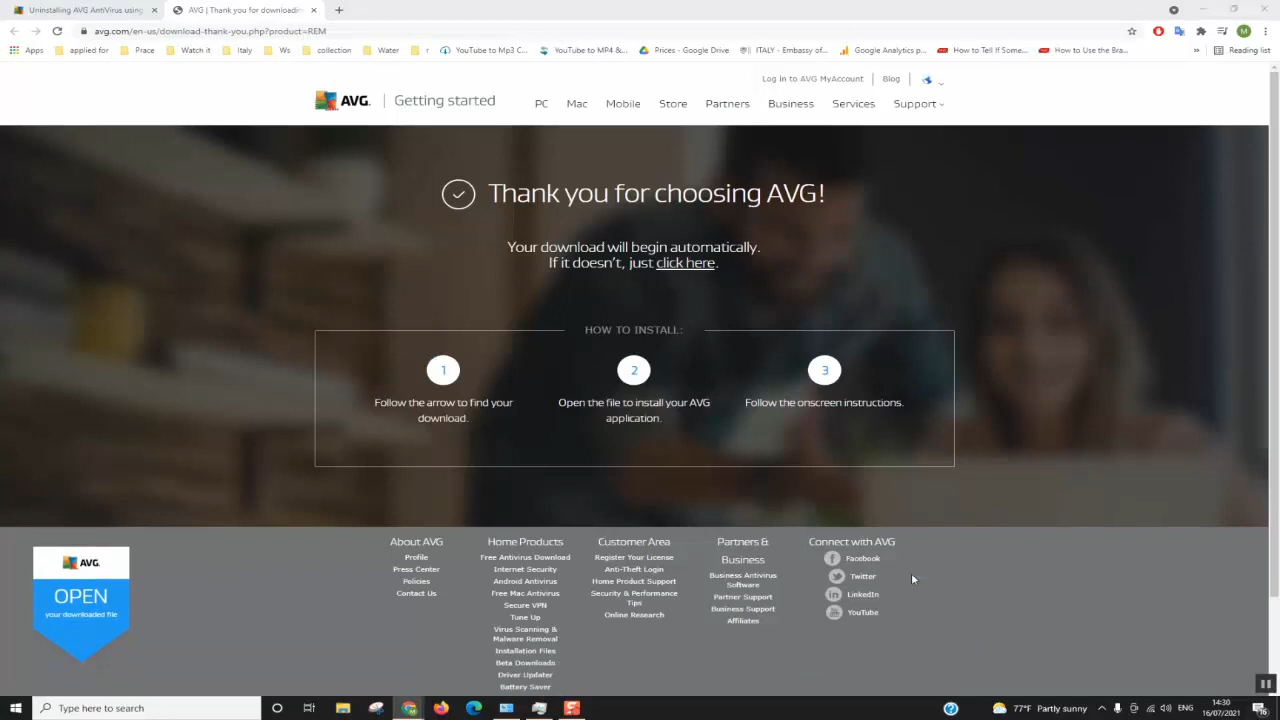 Uninstalling AVG AntiVirus using
AVG | Thank you for downloadin
avg.com/en-us/download-thank-you.php?product=REM
M
Apps
applied for
Prace
Watch it
Italy
Ws
collection
Water
r
YouTube to Mp3 C...
YouTube to MP4 &...
Prices - Google Drive
ITALY - Embassy of...
Google Analytics p...
How to Tell If Some...
How to Use the Bra...
»
Reading list
Log in to AVG MyAccount
Blog
AVG.
Getting started
PC
Mac
Mobile
Store
Partners
Business
Services
Support
Thank you for choosing AVG!
Your download will begin automatically.
If it doesn't, just click here.
HOW TO INSTALL:
1
2
3
Follow the arrow to find your
download.
Open the file to install your AVG
application.
Follow the onscreen instructions.
AVG.
OPEN
your downloaded file
About AVG
Profile
Press Center
Policies
Contact Us
Home Products
Free Antivirus Download
Internet Security
Android Antivirus
Free Mac Antivirus
Secure VPN
Tune Up
Virus Scanning &
Malware Removal
Installation Files
Beta Downloads
Driver Updater
Battery Saver
Customer Area
Register Your License
Anti-Theft Login
Home Product Support
Security & Performance
Tips
Online Research
Partners &
Business
Business Antivirus
Software
Partner Support
Business Support
Affiliates
Connect with AVG
Facebook
Twitter
LinkedIn
YouTube
Type here to search
77°F Partly sunny
ENG
14:30
16/07/2021